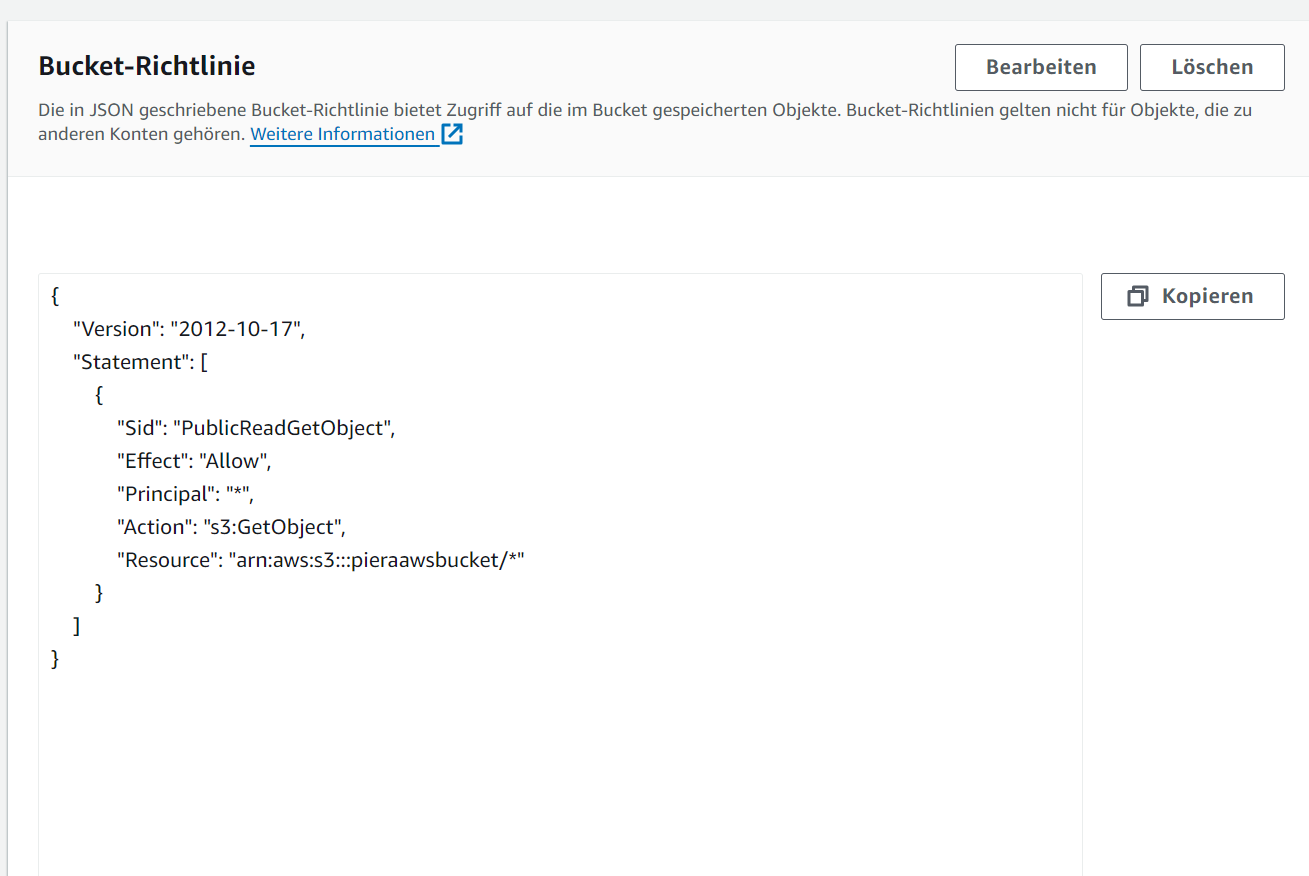 Bucket-Richtlinie
Bearbeiten
Löschen
Die in JSON geschriebene Bucket-Richtlinie bietet Zugriff auf die im Bucket gespeicherten Objekte. Bucket-Richtlinien gelten nicht für Objekte, die zu
anderen Konten gehören. Weitere Informationen
Kopieren
{
    "Version": "2012-10-17",
    "Statement": [
        {
            "Sid": "PublicReadGetObject",
            "Effect": "Allow",
            "Principal": "*",
            "Action": "s3:GetObject",
            "Resource": "arn:aws:s3:::pieraawsbucket/*"
        }
    ]
}